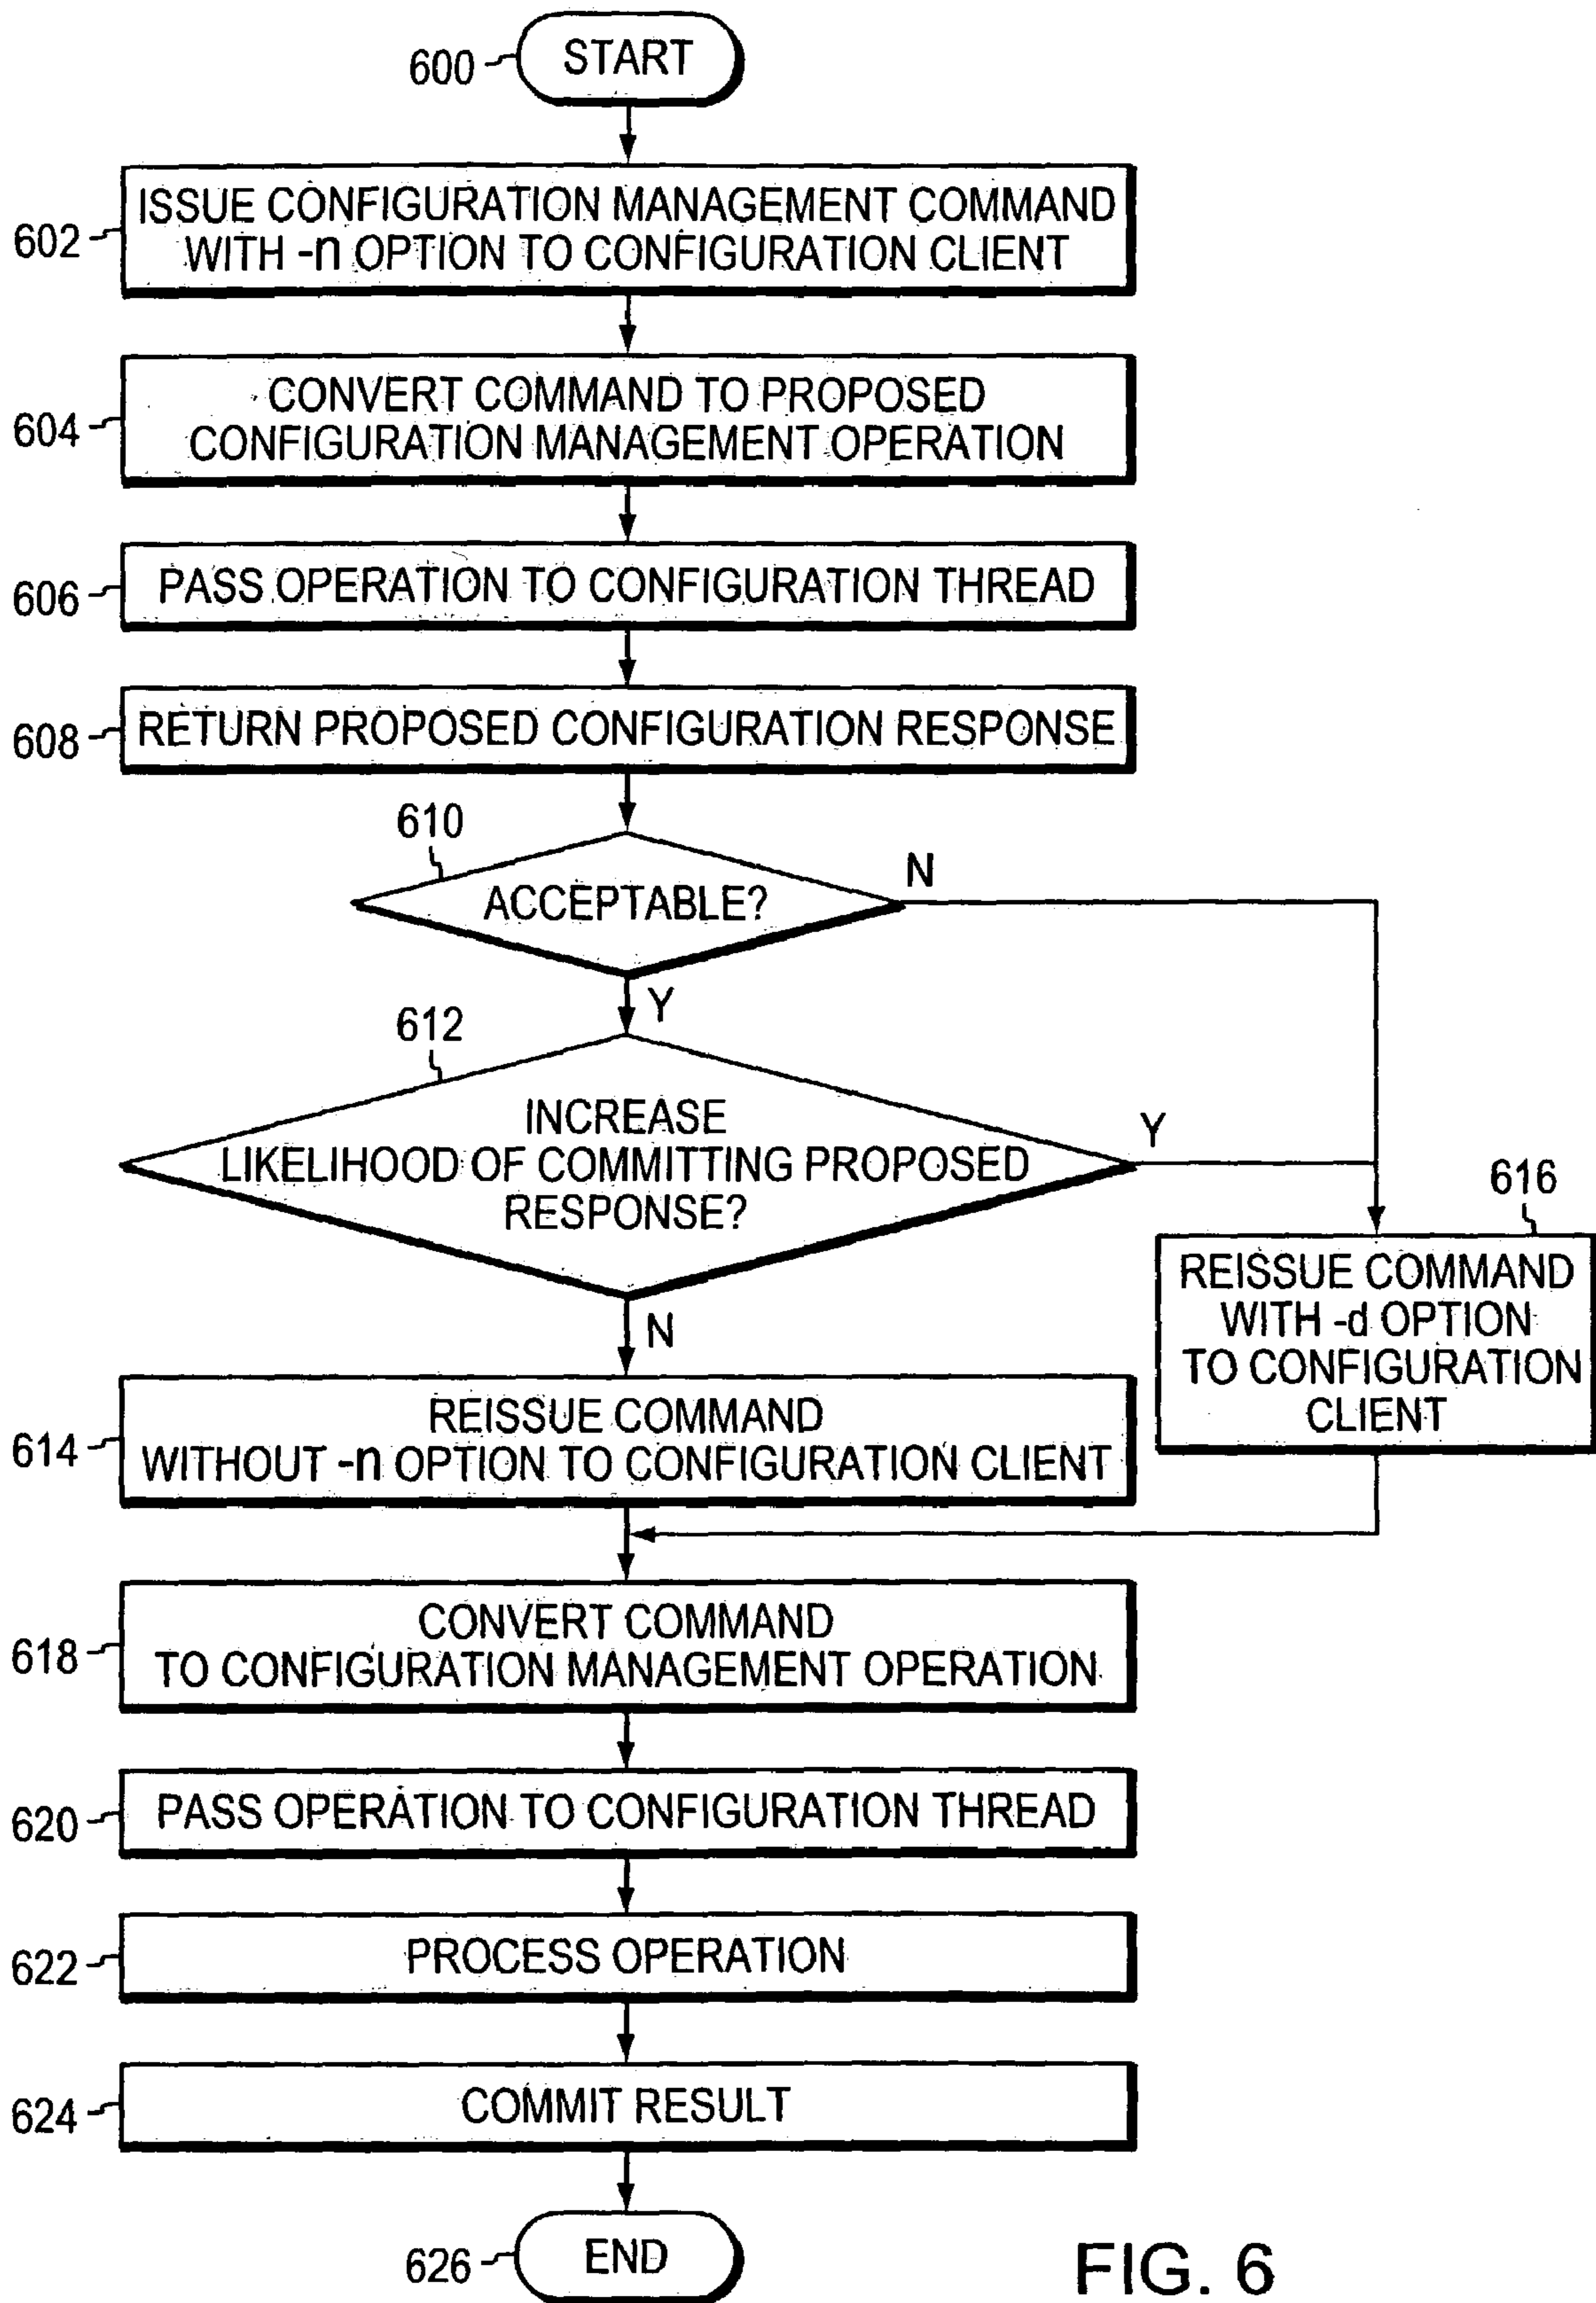 600
START
602
ISSUE CONFIGURATION MANAGEMENT COMMAND
WITH -n OPTION TO CONFIGURATION CLIENT
604
CONVERT COMMAND TO PROPOSED
CONFIGURATION MANAGEMENT OPERATION
606
PASS OPERATION TO CONFIGURATION THREAD
608
RETURN PROPOSED CONFIGURATION RESPONSE
610
ACCEPTABLE?
N
Y
612
INCREASE
LIKELIHOOD OF COMMITTING PROPOSED
RESPONSE?
Y
N
616
REISSUE COMMAND
WITH -d OPTION
TO CONFIGURATION
CLIENT
614
REISSUE COMMAND
WITHOUT -n OPTION TO CONFIGURATION CLIENT
618
CONVERT COMMAND
TO CONFIGURATION MANAGEMENT OPERATION
620
PASS OPERATION TO CONFIGURATION THREAD
622
PROCESS OPERATION
624
COMMIT RESULT
626
END
FIG. 6